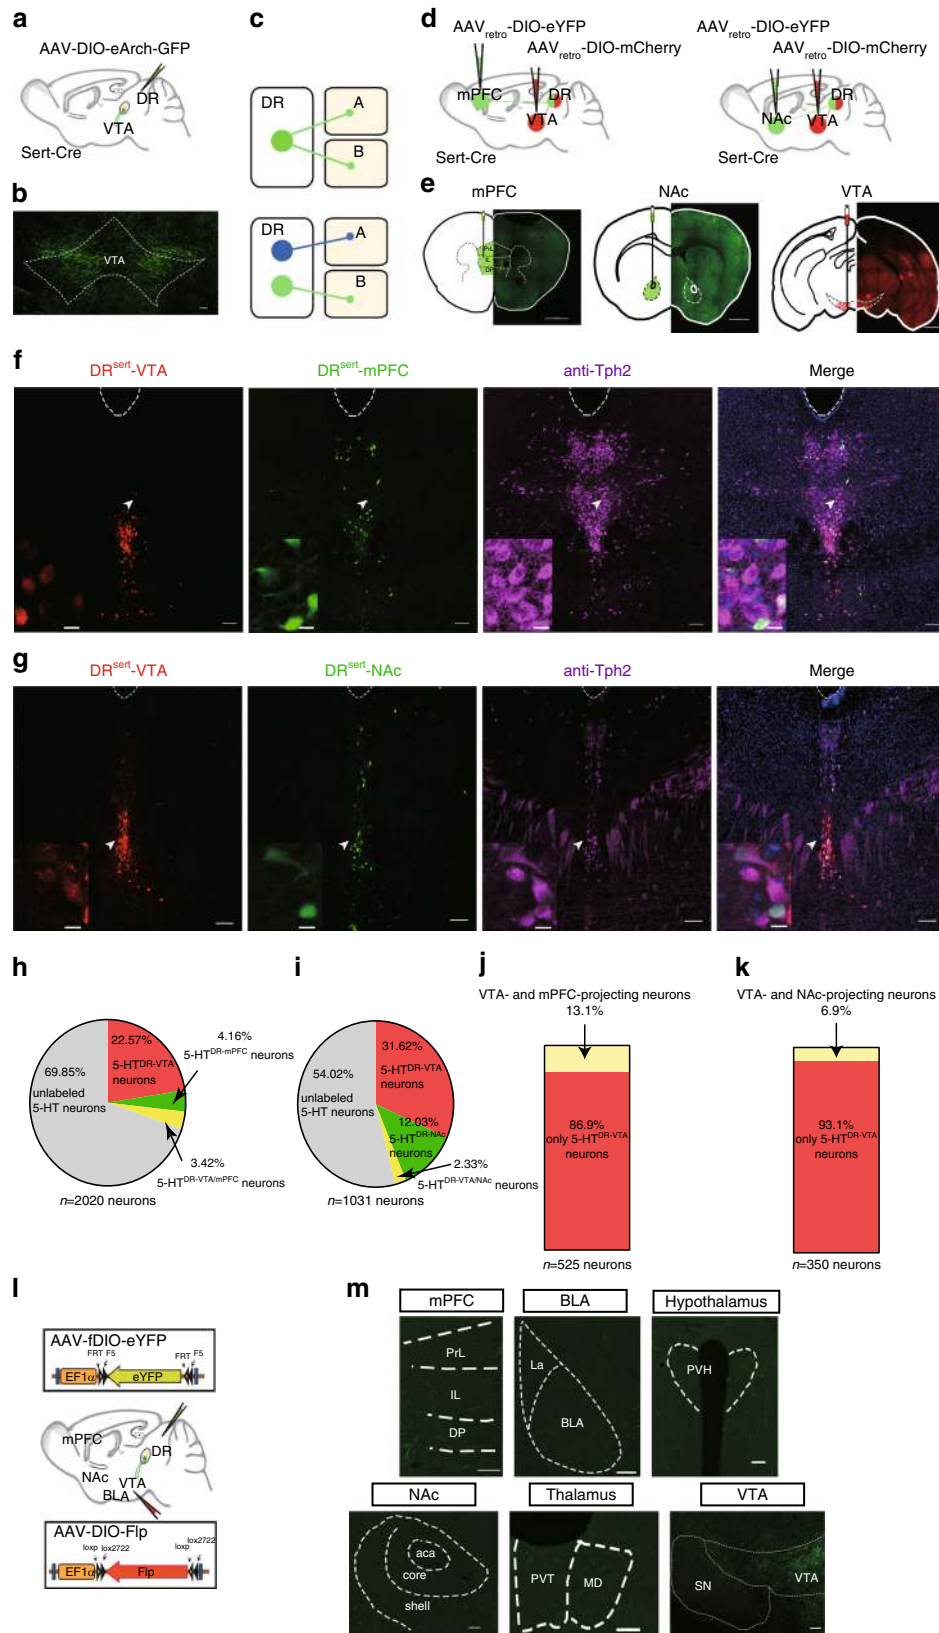 a
AAV-DIO-eArch-GFP
DR
VTA
Sert-Cre
b
VTA
c
DR
A
B
DR
A
B
d
AAVretro-DIO-eYFP
AAVretro-DIO-mCherry
mPFC
DR
VTA
Sert-Cre
AAVretro-DIO-eYFP
AAVretro-DIO-mCherry
NAc
DR
VTA
Sert-Cre
e
mPFC
IL
DP
NAc
VTA
f
DRsert-VTA
DRsert-mPFC
anti-Tph2
Merge
g
DRsert-VTA
DRsert-NAc
anti-Tph2
Merge
h
22.57%
5-HTDR-VTA
neurons
4.16%
5-HTDR-mPFC neurons
69.85%
unlabeled
5-HT neurons
3.42%
5-HTDR-VTA/mPFC neurons
n=2020 neurons
i
31.62%
5-HTDR-VTA
neurons
54.02%
unlabeled
5-HT neurons
12.03%
5-HTDR-NAc
neurons
2.33%
5-HTDR-VTA/NAc neurons
n=1031 neurons
j
VTA- and mPFC-projecting neurons
13.1%
86.9%
only 5-HTDR-VTA
neurons
n=525 neurons
k
VTA- and NAc-projecting neurons
6.9%
93.1%
only 5-HTDR-VTA
neurons
n=350 neurons
l
AAV-fDIO-eYFP
FRT F5
FRT F5
EF1α
eYFP
mPFC
DR
NAc
VTA
BLA
AAV-DIO-Flp
loxp lox2722
loxp lox2722
EF1α
Flp
m
mPFC
PrL
IL
DP
BLA
La
BLA
Hypothalamus
PVH
NAc
aca
core
shell
Thalamus
PVT
MD
VTA
SN
VTA